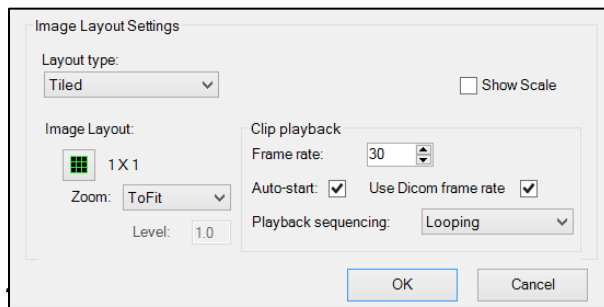 Image Layout Settings
Layout type:
Tiled
Show Scale
Image Layout:
1 X 1
Zoom: ToFit
Level: 1.0
Clip playback
Frame rate: 30
Auto-start: Use Dicom frame rate
Playback sequencing: Looping
OK Cancel